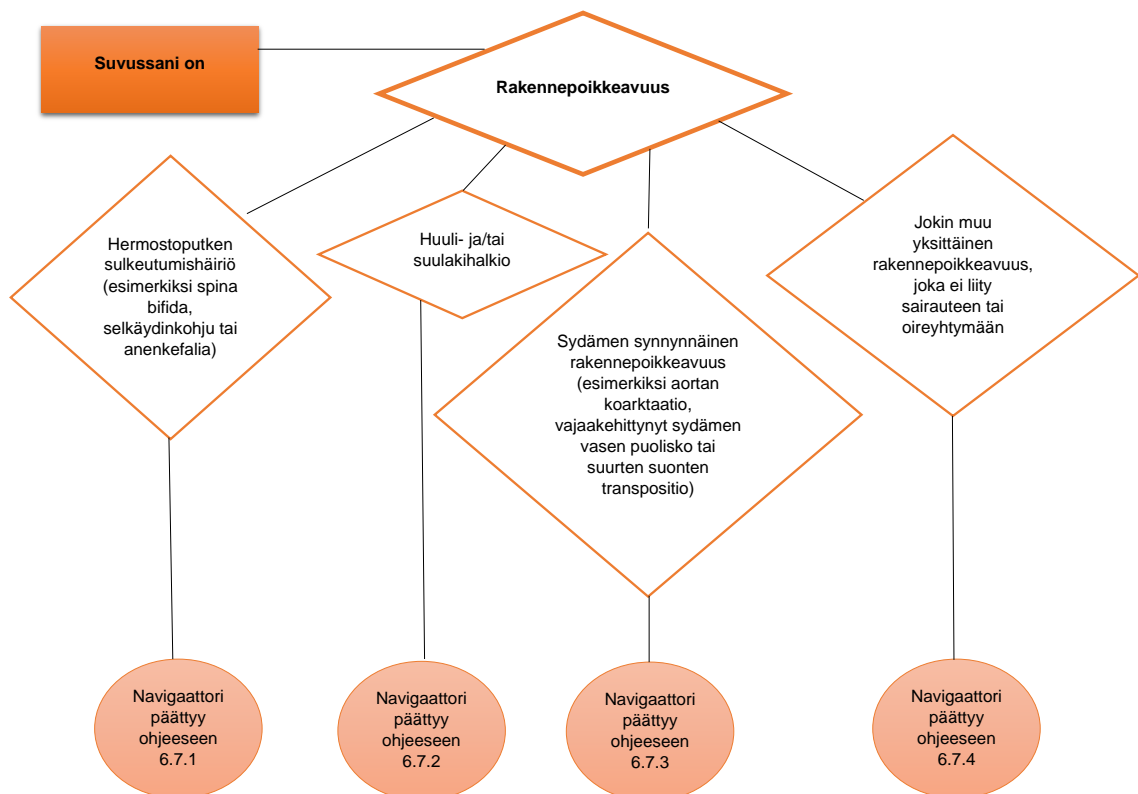 Suvussani on
Rakennepoikkeavuus
Hermostoputken
sulkeutumishäiriö
(esimerkiksi spina
bifida,
selkäydinkohju tai
anenkefalia)
Huuli- ja/tai
suulakihalkio
Sydämen synnynnäinen
rakennepoikkeavuus
(esimerkiksi aortan
koarktaatio,
vajaakehittynyt sydämen
vasen puolisko tai
suurten suonten
transpositio)
Jokin muu
yksittäinen
rakennepoikkeavuus,
joka ei liity
sairauteen tai
oireyhtymään
Navigaattori
päättyy
ohjeeseen
6.7.1
Navigaattori
päättyy
ohjeeseen
6.7.2
Navigaattori
päättyy
ohjeeseen
6.7.3
Navigaattori
päättyy
ohjeeseen
6.7.4